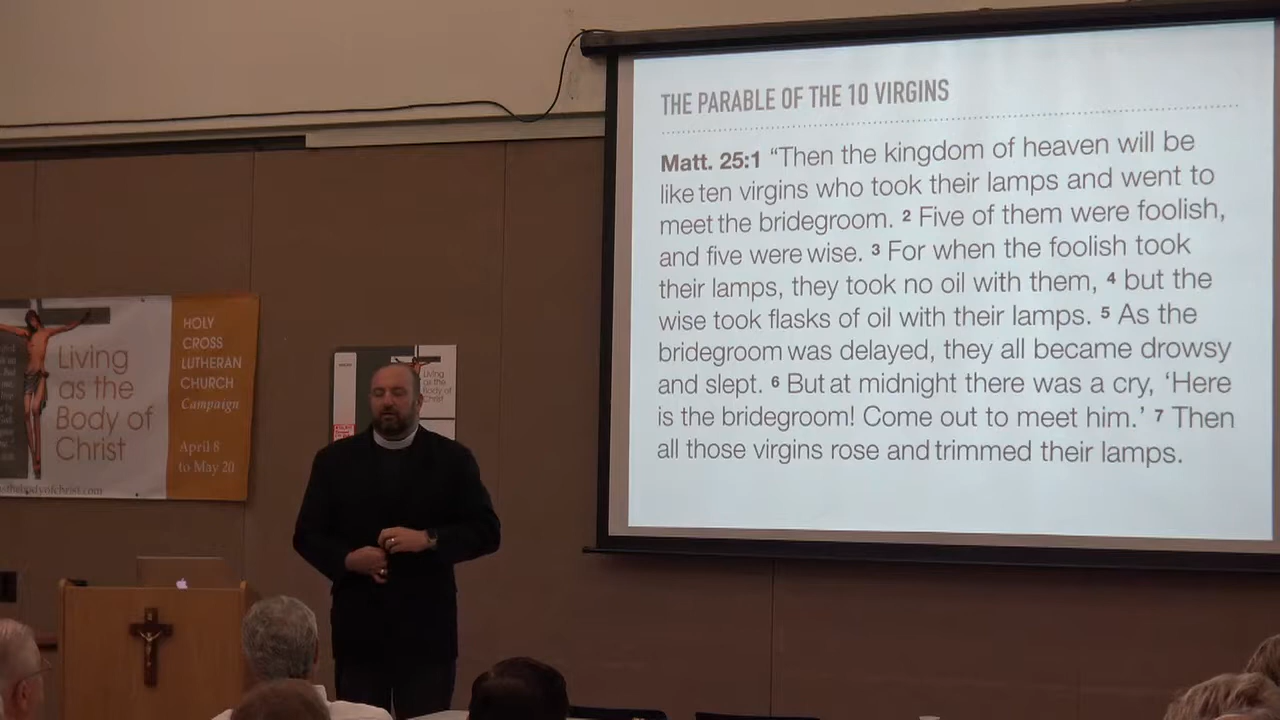 THE PARABLE OF THE 10 VIRGINS
Matt. 25:1 “Then the kingdom of heaven will be
like ten virgins who took their lamps and went to
meet the bridegroom. 2 Five of them were foolish,
and five were wise. 3 For when the foolish took
their lamps, they took no oil with them, 4 but the
wise took flasks of oil with their lamps. 5 As the
bridegroom was delayed, they all became drowsy
and slept. 6 But at midnight there was a cry, ‘Here
is the bridegroom! Come out to meet him.’ 7 Then
all those virgins rose and trimmed their lamps.
Living
as the
Body of
Christ
HOLY
CROSS
LUTHERAN
CHURCH
Campaign
April 8
to May 20
Living
as the
Body of
Christ